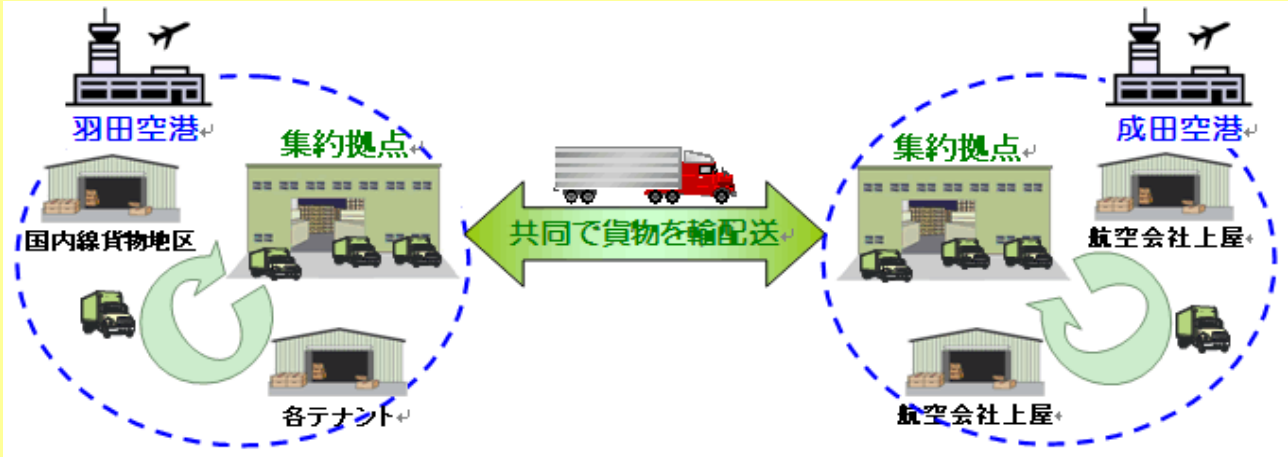 羽田空港
集約拠点
国内線貨物地区
各テナント
共同で貨物を輸配送
成田空港
集約拠点
航空会社上屋
航空会社上屋